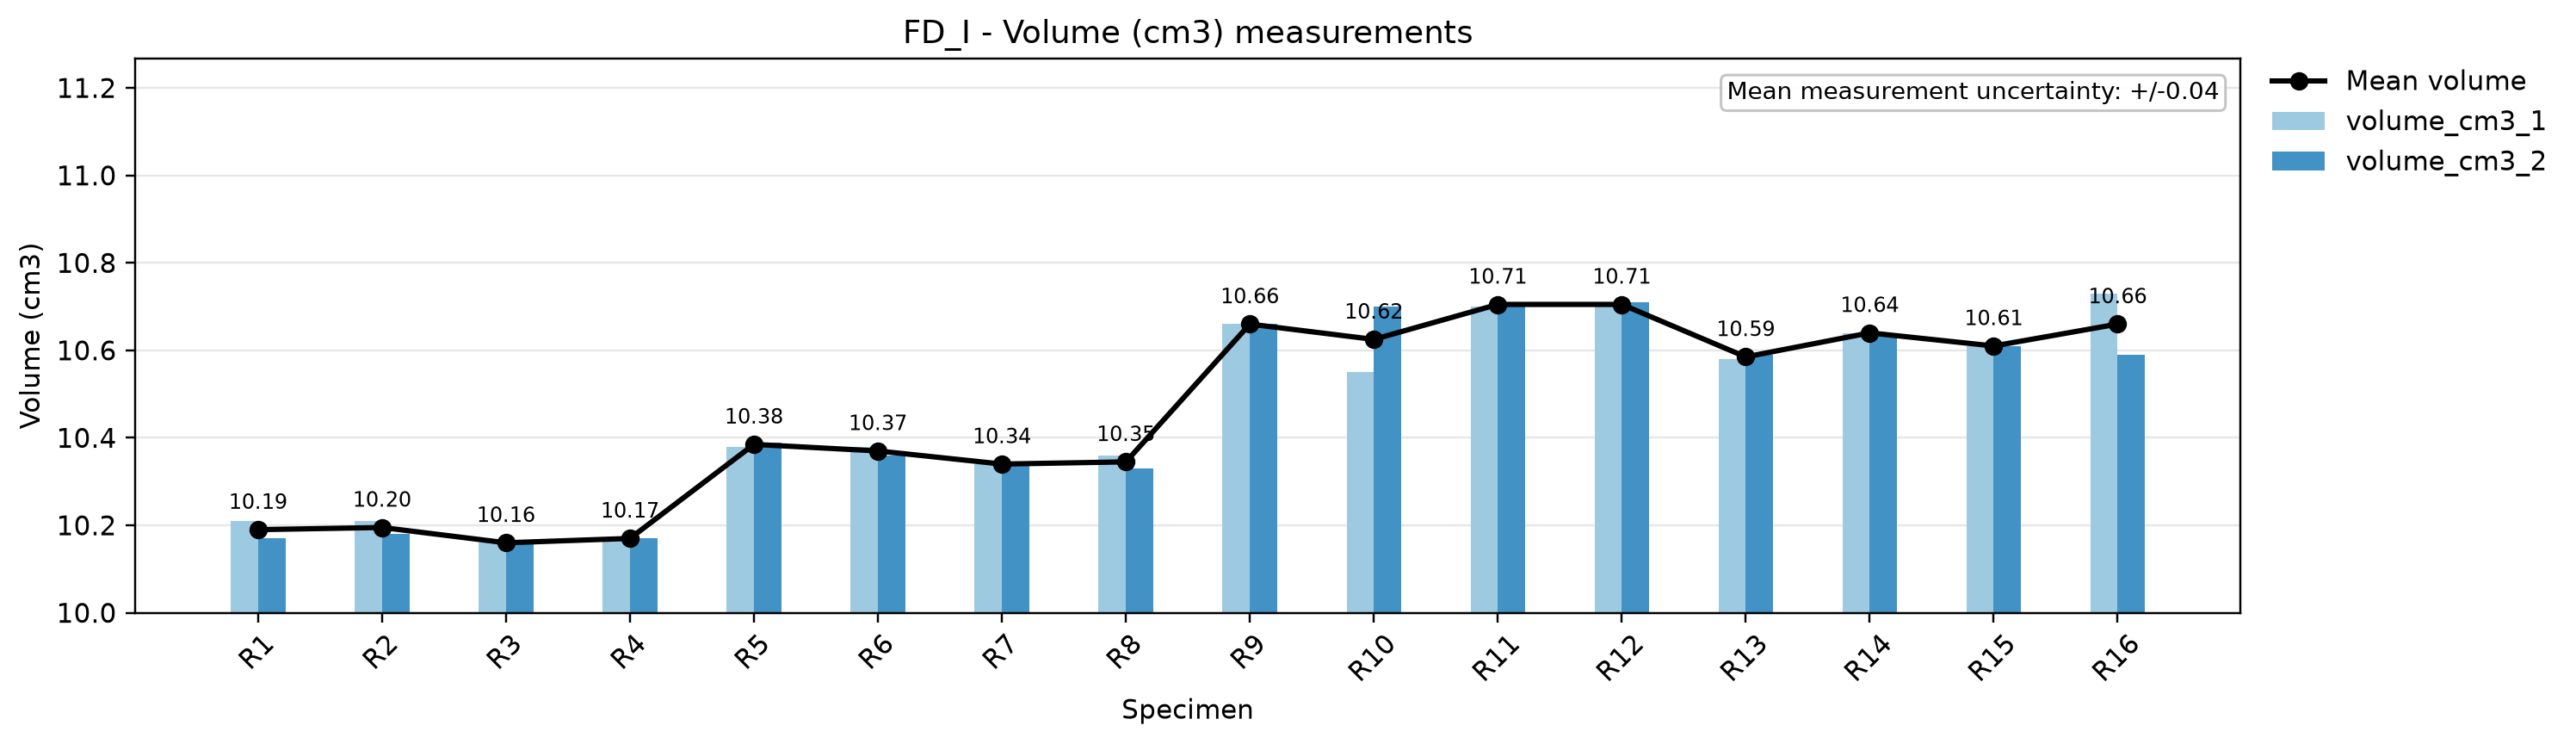 FD_I - Volume (cm3) measurements
Mean measurement uncertainty: +/-0.04
Mean volume
volume_cm3_1
volume_cm3_2
Volume (cm3)
11.2
11.0
10.8
10.6
10.4
10.2
10.0
10.19
10.20
10.16
10.17
10.38
10.37
10.34
10.35
10.66
10.62
10.71
10.71
10.59
10.64
10.61
10.66
R1
R2
R3
R4
R5
R6
R7
R8
R9
R10
R11
R12
R13
R14
R15
R16
Specimen